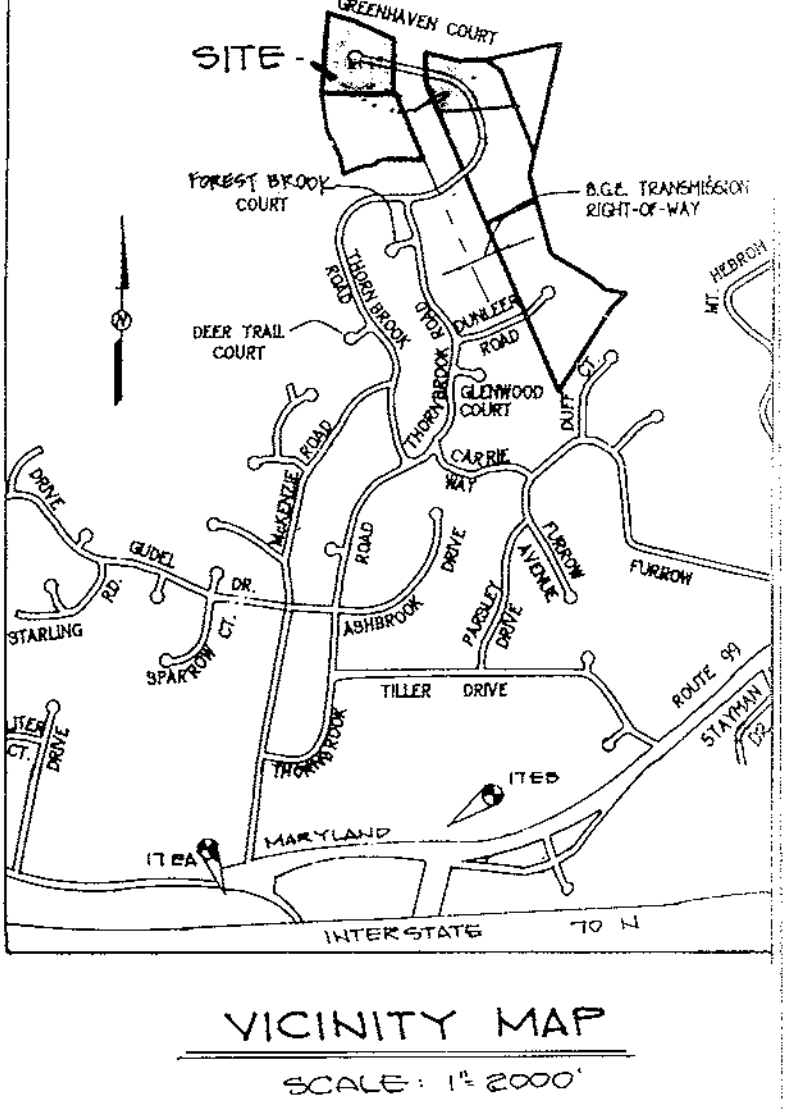 GREENHAVEN COURT
SITE
FOREST BROOK
COURT
B.G.E. TRANSMISSION
RIGHT-OF-WAY
MT HEBRON
THORNBROOK
ROAD
THORNBROOK ROAD
DUNLEER
ROAD
DEER TRAIL
COURT
GLENWOOD
COURT
DUFF CT.
McKENZIE ROAD
CARRIE
WAY
DRIVE
GUDEL DR.
ROAD
DRIVE
FURROW
AVENUE
FURROW
STARLING RD.
SPARROW CT.
ASHBROOK
PARSLEY
DRIVE
TILLER DRIVE
ROUTE 99
STAYMAN
DR.
CT.
DRIVE
THORNBROOK
17EB
17EA
MARYLAND
INTERSTATE 70 N
VICINITY MAP
SCALE: 1"=2000'